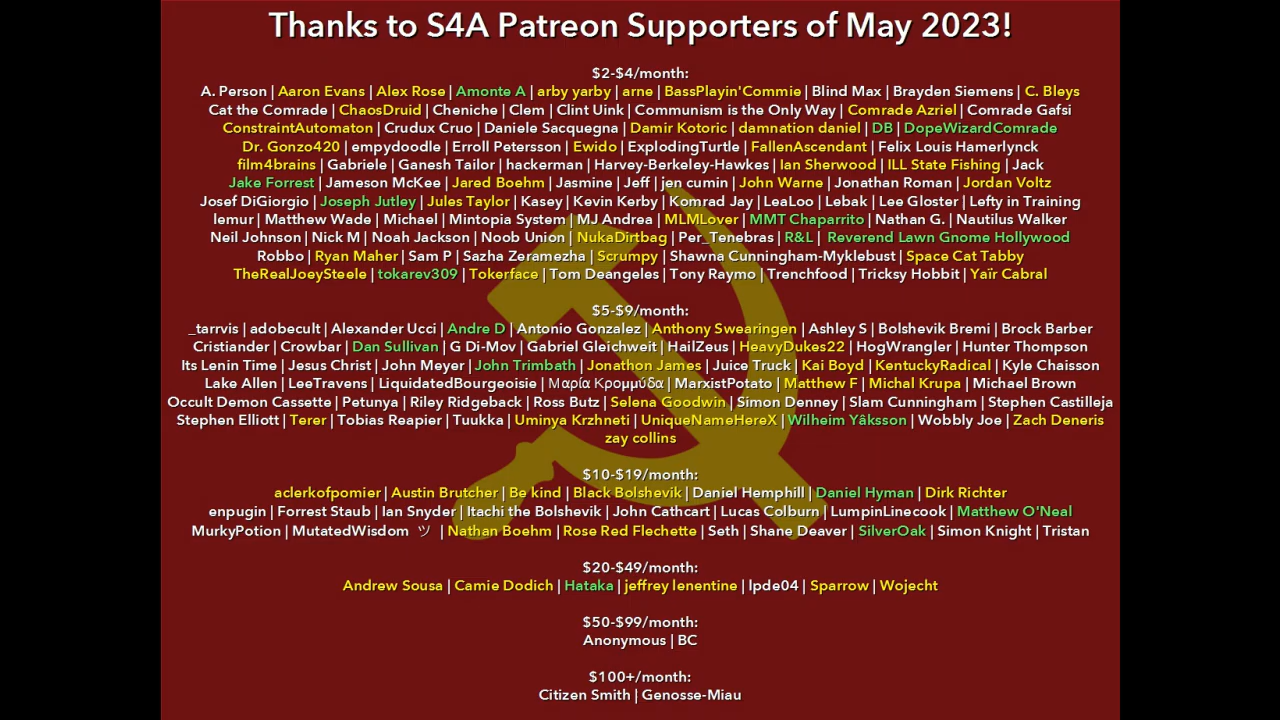 Thanks to S4A Patreon Supporters of May 2023!
$2-$4/month:
A. Person | Aaron Evans | Alex Rose | Amonte A | arby yarby | arne | BassPlayin'Commie | Blind Max | Brayden Siemens | C. Bleys
Cat the Comrade | ChaosDruid | Cheniche | Clem | Clint Uink | Communism is the Only Way | Comrade Azriel | Comrade Gafsi
ConstraintAutomaton | Crudux Cruo | Daniele Sacquegna | Damir Kotoric | damnation daniel | DB | DopeWizardComrade
Dr. Gonzo420 | empydoodle | Erroll Petersson | Ewido | ExplodingTurtle | FallenAscendant | Felix Louis Hamerlynck
film4brains | Gabriele | Ganesh Tailor | hackerman | Harvey-Berkeley-Hawkes | Ian Sherwood | ILL State Fishing | Jack
Jake Forrest | Jameson McKee | Jared Boehm | Jasmine | Jeff | jen cumin | John Warne | Jonathan Roman | Jordan Voltz
Josef DiGiorgio | Joseph Jutley | Jules Taylor | Kasey | Kevin Kerby | Komrad Jay | LeaLoo | Lebak | Lee Gloster | Lefty in Training
lemur | Matthew Wade | Michael | Mintopia System | MJ Andrea | MLMLover | MMT Chaparrito | Nathan G. | Nautilus Walker
Neil Johnson | Nick M | Noah Jackson | Noob Union | NukaDirtbag | Per_Tenebras | R&L | Reverend Lawn Gnome Hollywood
Robbo | Ryan Maher | Sam P | Sazha Zeramezha | Scrumpy | Shawna Cunningham-Myklebust | Space Cat Tabby
TheRealJoeySteele | tokarev309 | Tokerface | Tom Deangeles | Tony Raymo | Trenchfood | Tricksy Hobbit | Yaïr Cabral
$5-$9/month:
_tarrvis | adobecult | Alexander Ucci | Andre D | Antonio Gonzalez | Anthony Swearingen | Ashley S | Bolshevik Bremi | Brock Barber
Cristiander | Crowbar | Dan Sullivan | G Di-Mov | Gabriel Gleichweit | HailZeus | HeavyDukes22 | HogWrangler | Hunter Thompson
Its Lenin Time | Jesus Christ | John Meyer | John Trimbath | Jonathon James | Juice Truck | Kai Boyd | KentuckyRadical | Kyle Chaisson
Lake Allen | LeeTravens | LiquidatedBourgeoisie | Μαρία Κρομμύδα | MarxistPotato | Matthew F | Michal Krupa | Michael Brown
Occult Demon Cassette | Petunya | Riley Ridgeback | Ross Butz | Selena Goodwin | Simon Denney | Slam Cunningham | Stephen Castilleja
Stephen Elliott | Terer | Tobias Reapier | Tuukka | Uminya Krzhneti | UniqueNameHereX | Wilheim Yâksson | Wobbly Joe | Zach Deneris
zay collins
$10-$19/month:
aclerkofpomier | Austin Brutcher | Be kind | Black Bolshevik | Daniel Hemphill | Daniel Hyman | Dirk Richter
enpugin | Forrest Staub | Ian Snyder | Itachi the Bolshevik | John Cathcart | Lucas Colburn | LumpinLinecook | Matthew O'Neal
MurkyPotion | MutatedWisdom ツ | Nathan Boehm | Rose Red Flechette | Seth | Shane Deaver | SilverOak | Simon Knight | Tristan
$20-$49/month:
Andrew Sousa | Camie Dodich | Hataka | jeffrey lenentine | lpde04 | Sparrow | Wojecht
$50-$99/month:
Anonymous | BC
$100+/month:
Citizen Smith | Genosse-Miau